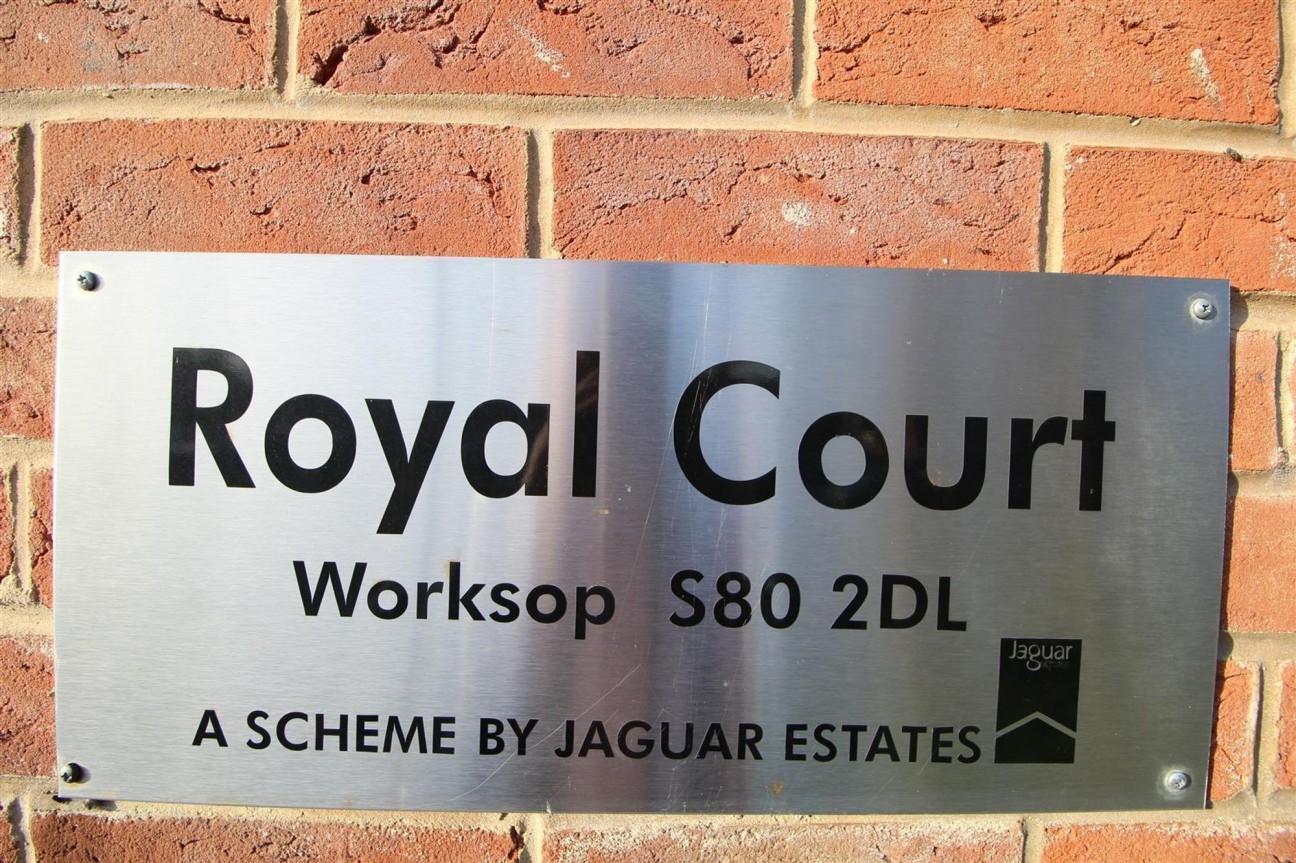 Royal Court
Worksop S80 2DL
Jaguar
A SCHEME BY JAGUAR ESTATES